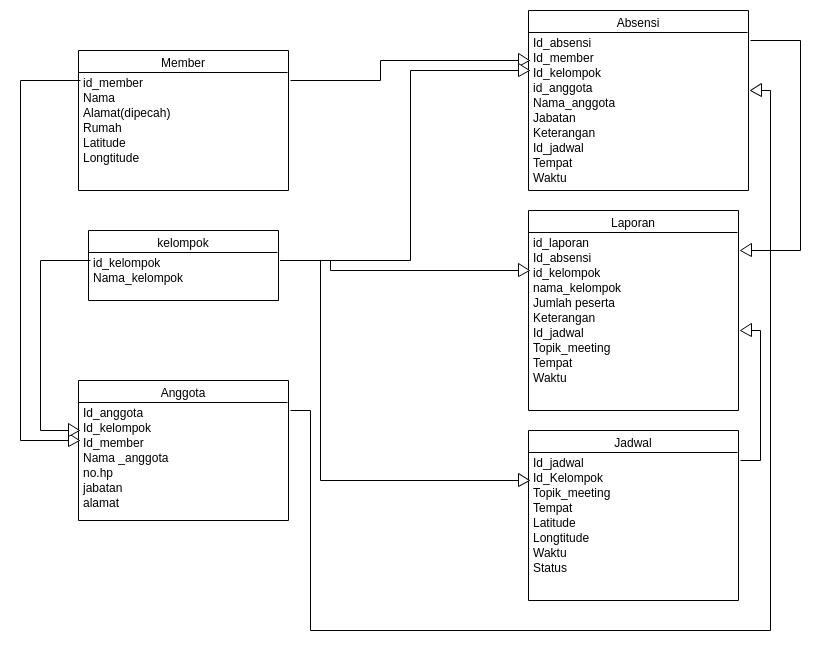 Member
id_member
Nama
Alamat(dipecah)
Rumah
Latitude
Longtitude
kelompok
id_kelompok
Nama_kelompok
Anggota
Id_anggota
Id_kelompok
Id_member
Nama _anggota
no.hp
jabatan
alamat
Absensi
Id_absensi
Id_member
Id_kelompok
id_anggota
Nama_anggota
Jabatan
Keterangan
Id_jadwal
Tempat
Waktu
Laporan
id_laporan
Id_absensi
id_kelompok
nama_kelompok
Jumlah peserta
Keterangan
Id_jadwal
Topik_meeting
Tempat
Waktu
Jadwal
Id_jadwal
Id_Kelompok
Topik_meeting
Tempat
Latitude
Longtitude
Waktu
Status